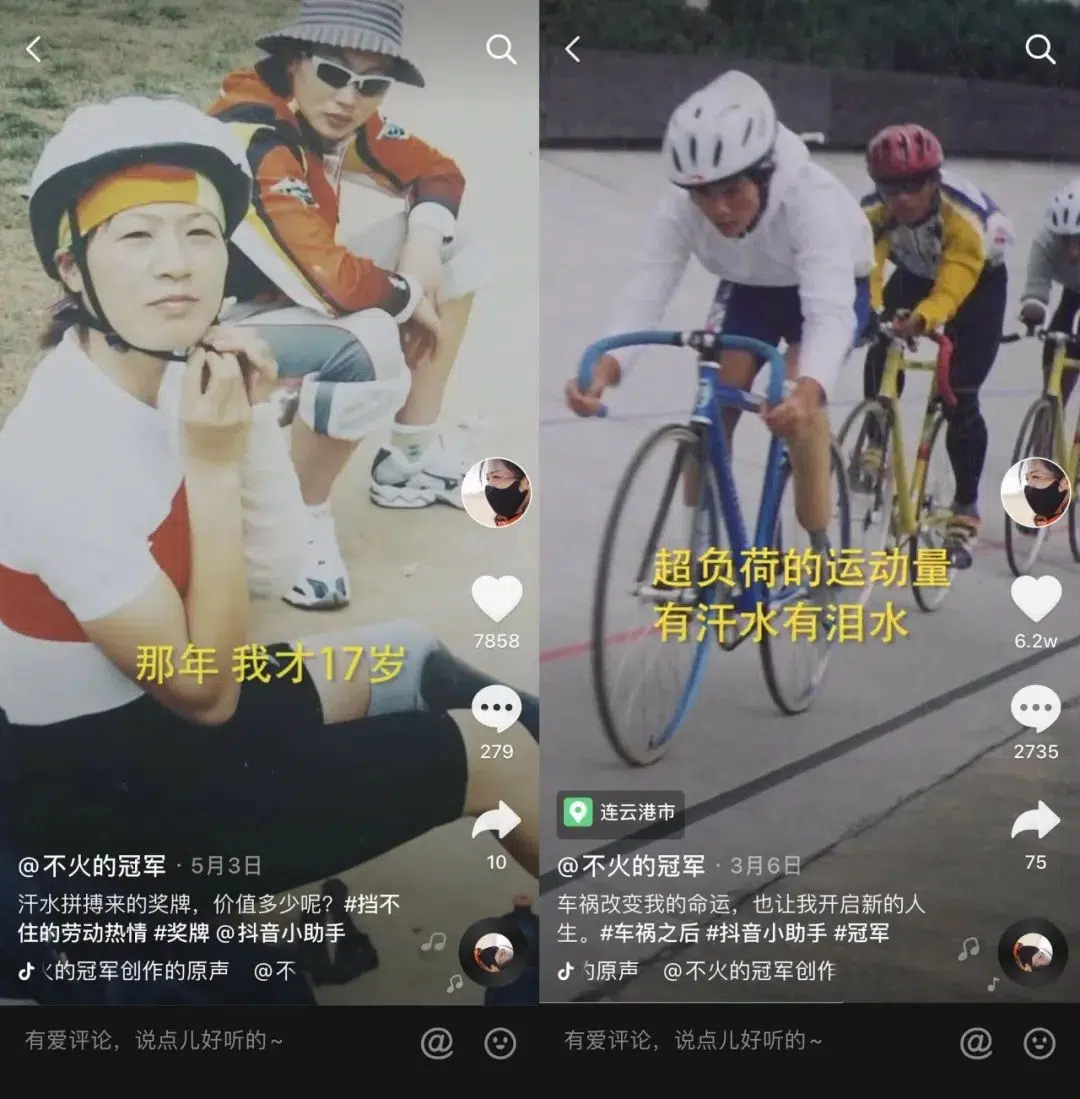 那年 我才17岁
7858
279
10
@不火的冠军 · 5月3日
汗水拼搏来的奖牌，价值多少呢？#挡不
住的劳动热情 #奖牌 @抖音小助手
的冠军创作的原声 @不
有爱评论，说点儿好听的~
超负荷的运动量
有汗水有泪水
6.2w
2735
连云港市
75
@不火的冠军 · 3月6日
车祸改变我的命运，也让我开启新的人
生。#车祸之后 #抖音小助手 #冠军
的原声 @不火的冠军创作
有爱评论，说点儿好听的~